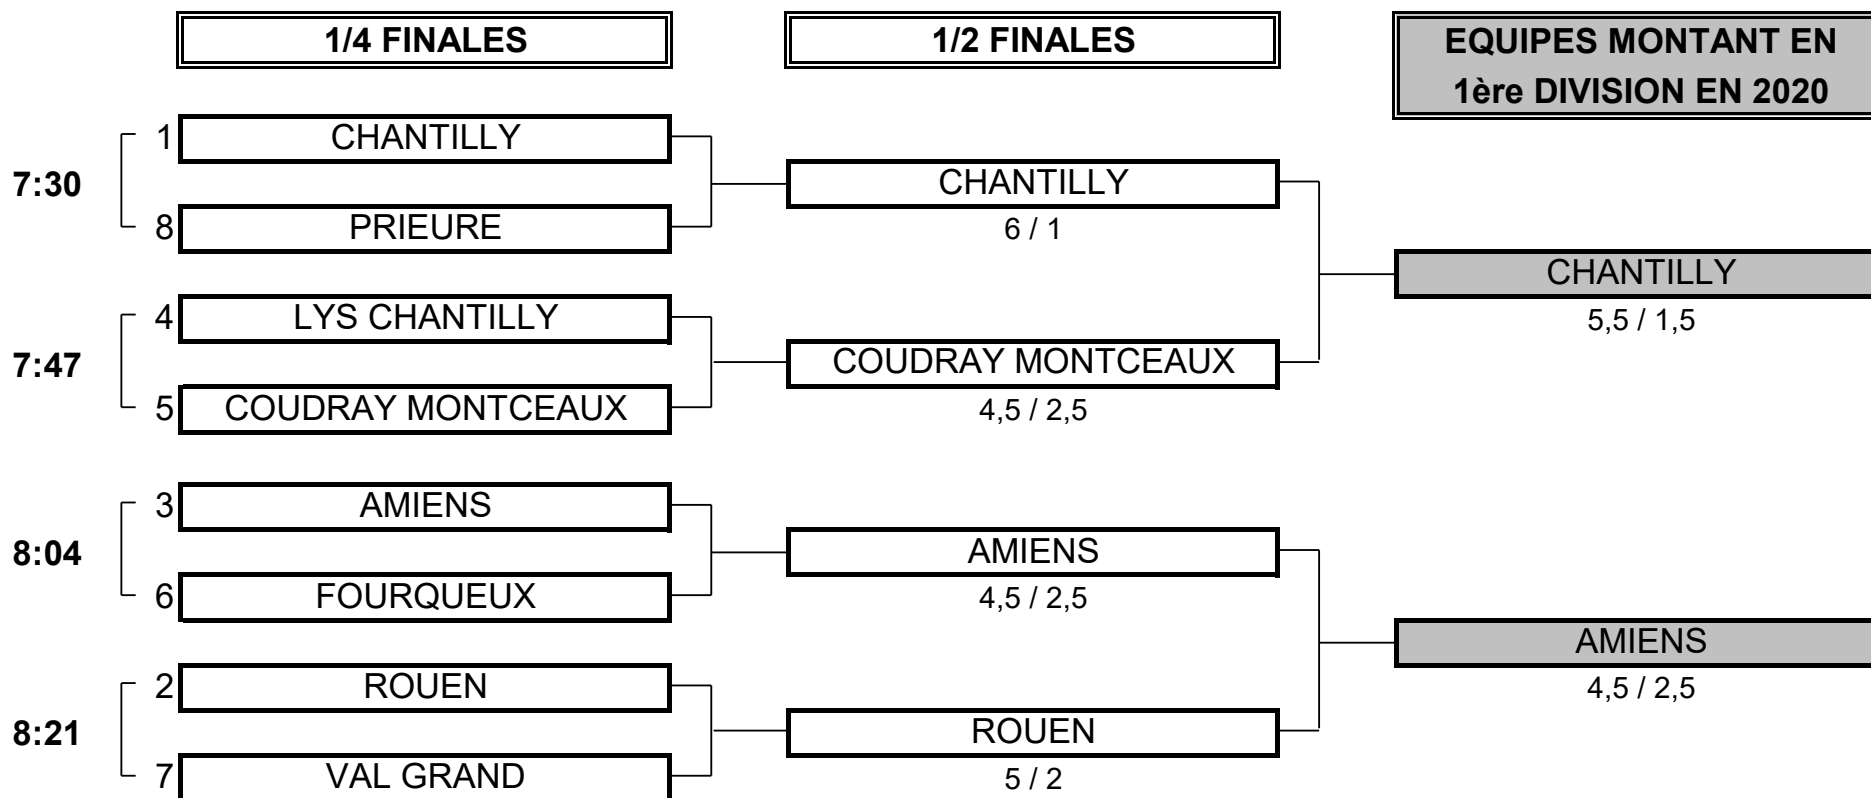 1/4 FINALES
1/2 FINALES
EQUIPES MONTANT EN
1ère DIVISION EN 2020
7:30
1 CHANTILLY
8 PRIEURE
CHANTILLY
6 / 1
7:47
4 LYS CHANTILLY
5 COUDRAY MONTCEAUX
COUDRAY MONTCEAUX
4,5 / 2,5
CHANTILLY
5,5 / 1,5
8:04
3 AMIENS
6 FOURQUEUX
AMIENS
4,5 / 2,5
8:21
2 ROUEN
7 VAL GRAND
ROUEN
5 / 2
AMIENS
4,5 / 2,5